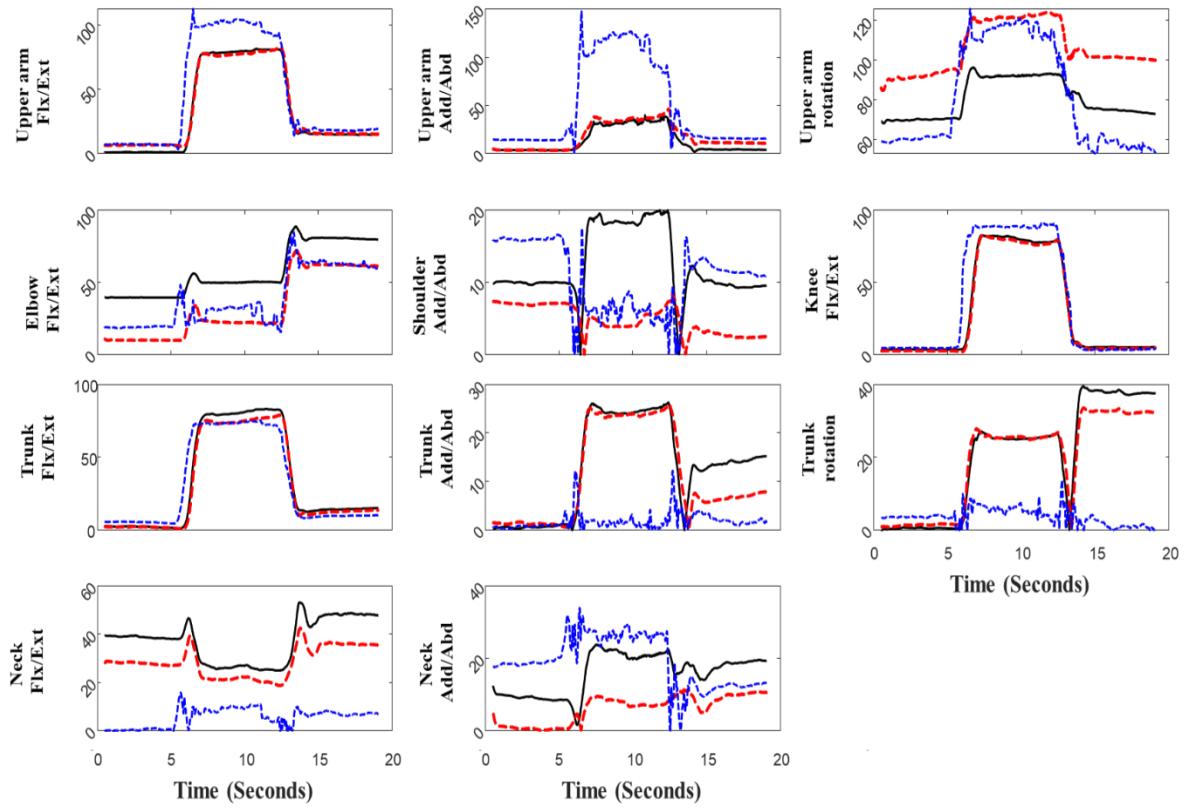 Upper arm
Flx/Ext
100
50
0
Upper arm
Add/Abd
150
100
50
0
Upper arm
rotation
120
100
80
60
Elbow
Flx/Ext
100
50
0
Shoulder
Add/Abd
20
10
0
Knee
Flx/Ext
100
50
0
Trunk
Flx/Ext
100
50
0
Trunk
Add/Abd
30
20
10
0
Trunk
rotation
40
20
0
0 5 10 15 20
Time (Seconds)
Neck
Flx/Ext
60
40
20
0
0 5 10 15 20
Time (Seconds)
Neck
Add/Abd
40
20
0
0 5 10 15 20
Time (Seconds)